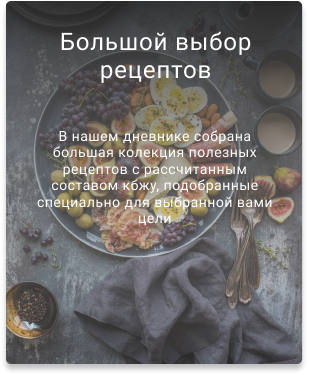 Большой выбор
рецептов
В нашем дневнике собрана
большая колекция полезных
рецептов с рассчитанным
составом кбжу, подобранные
специально для выбранной вами
цели